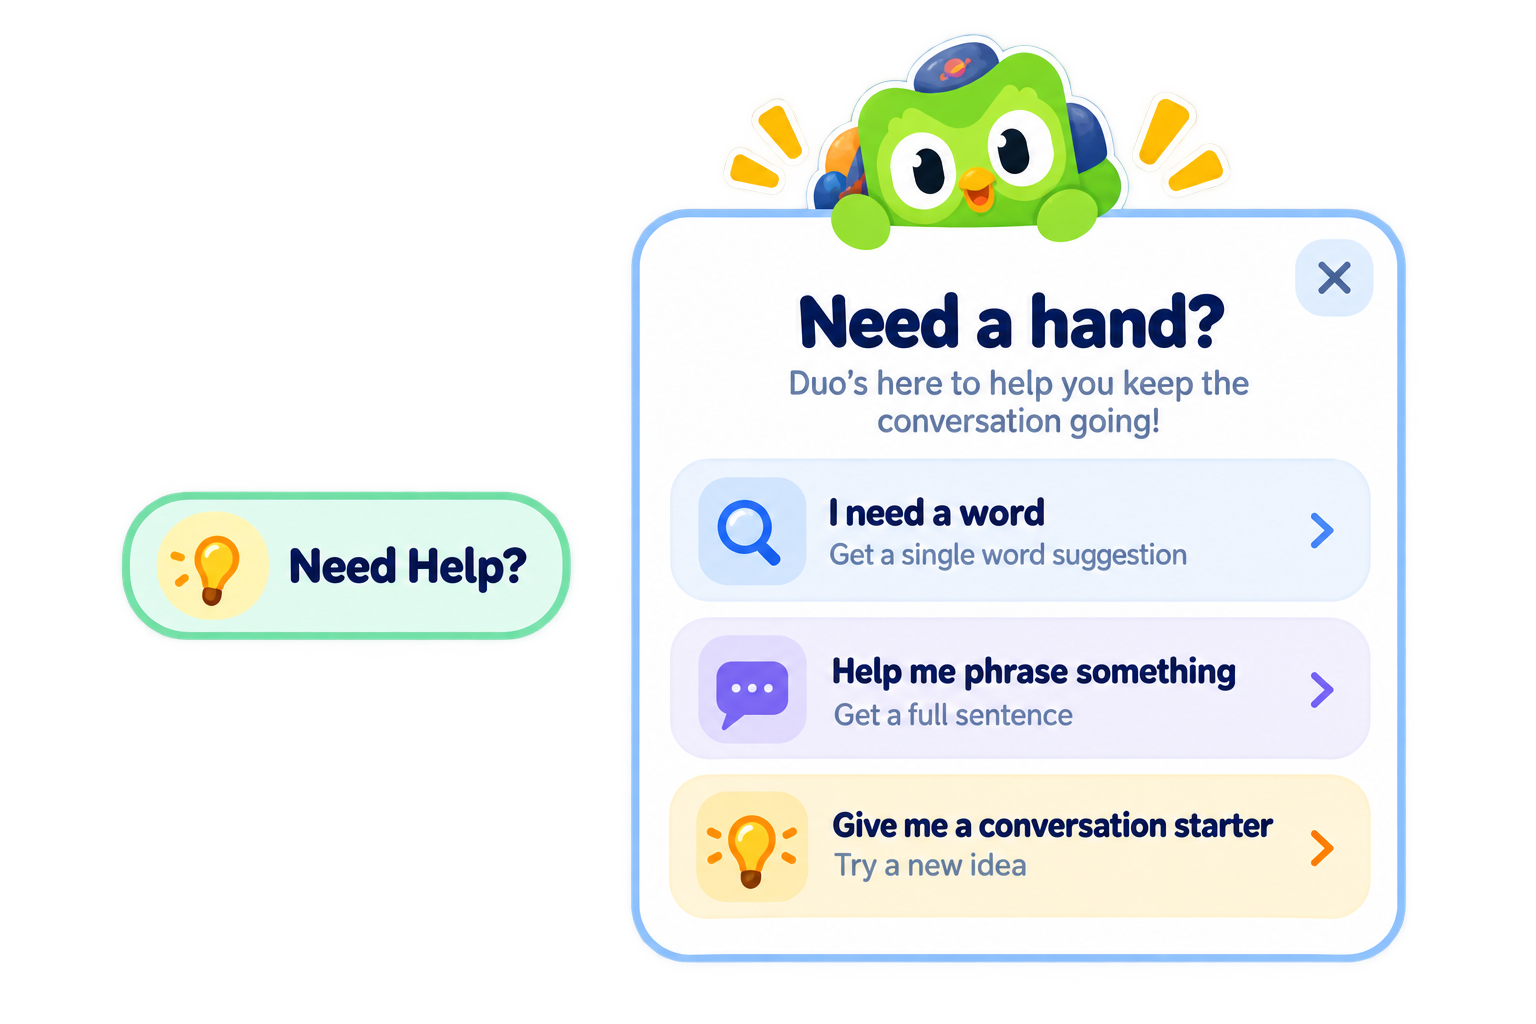 Need Help?
Need a hand?
Duo's here to help you keep the
conversation going!
I need a word
Get a single word suggestion
Help me phrase something
Get a full sentence
Give me a conversation starter
Try a new idea